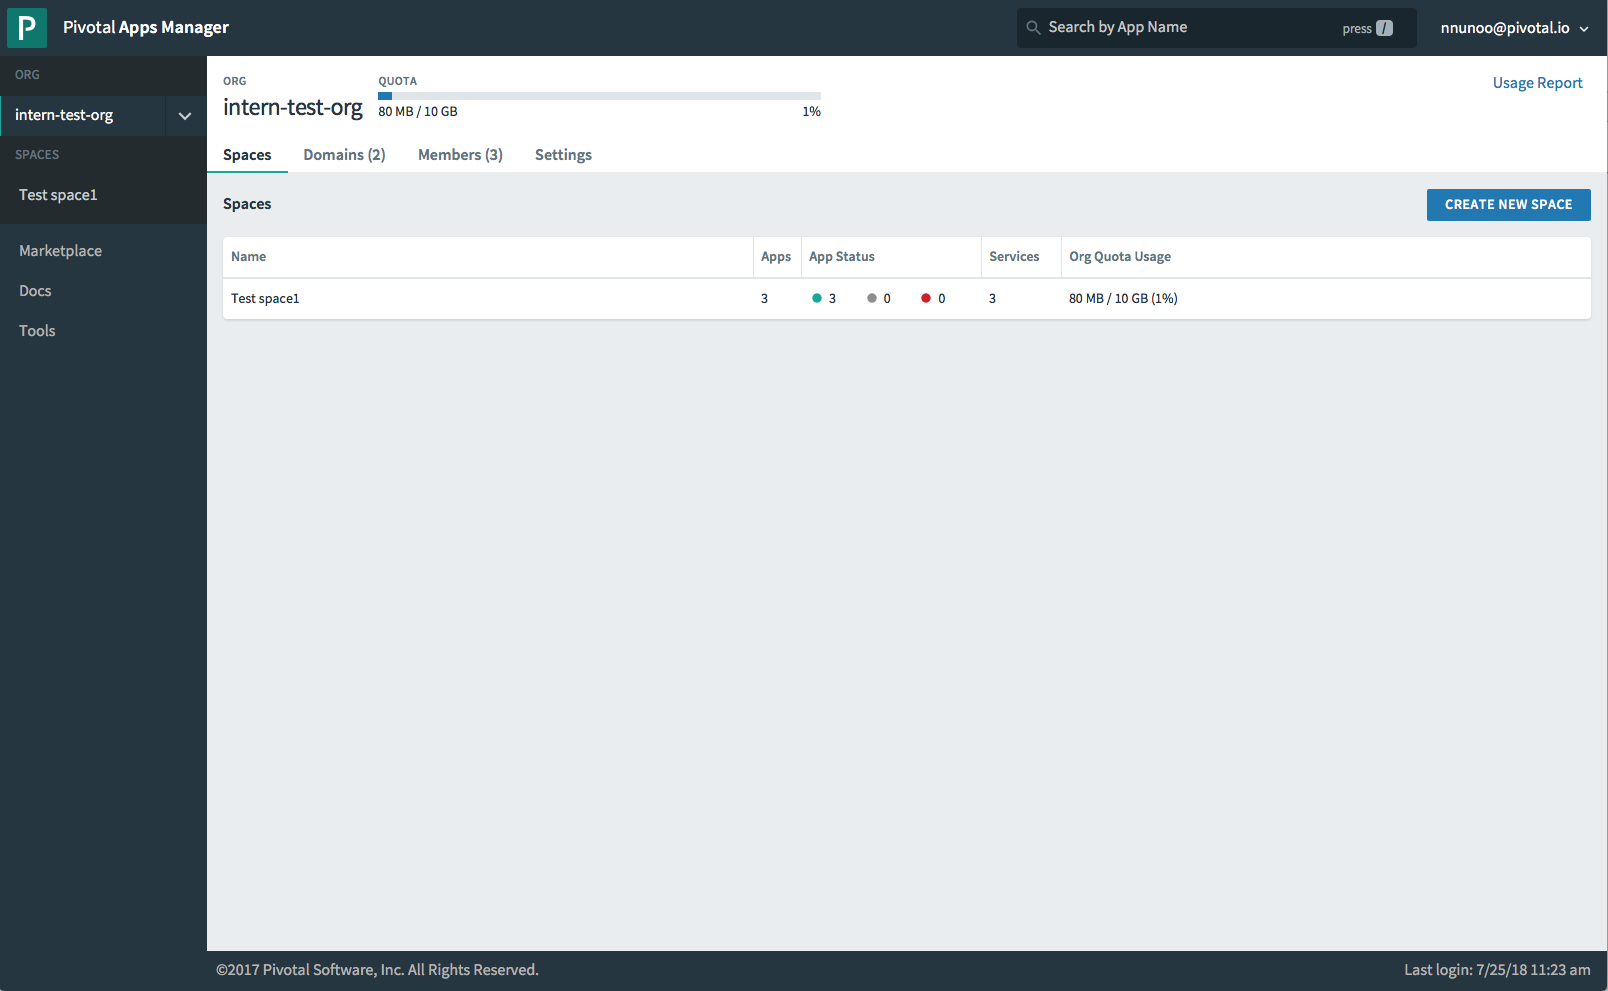 P
Pivotal Apps Manager
Search by App Name
press /
nnunoo@pivotal.io
ORG
intern-test-org
SPACES
Test space1
Marketplace
Docs
Tools
ORG
intern-test-org
QUOTA
80 MB / 10 GB
1%
Usage Report
Spaces
Domains (2)
Members (3)
Settings
Spaces
CREATE NEW SPACE
Name Apps App Status Services Org Quota Usage
Test space1 3 3 0 0 3 80 MB / 10 GB (1%)
©2017 Pivotal Software, Inc. All Rights Reserved.
Last login: 7/25/18 11:23 am